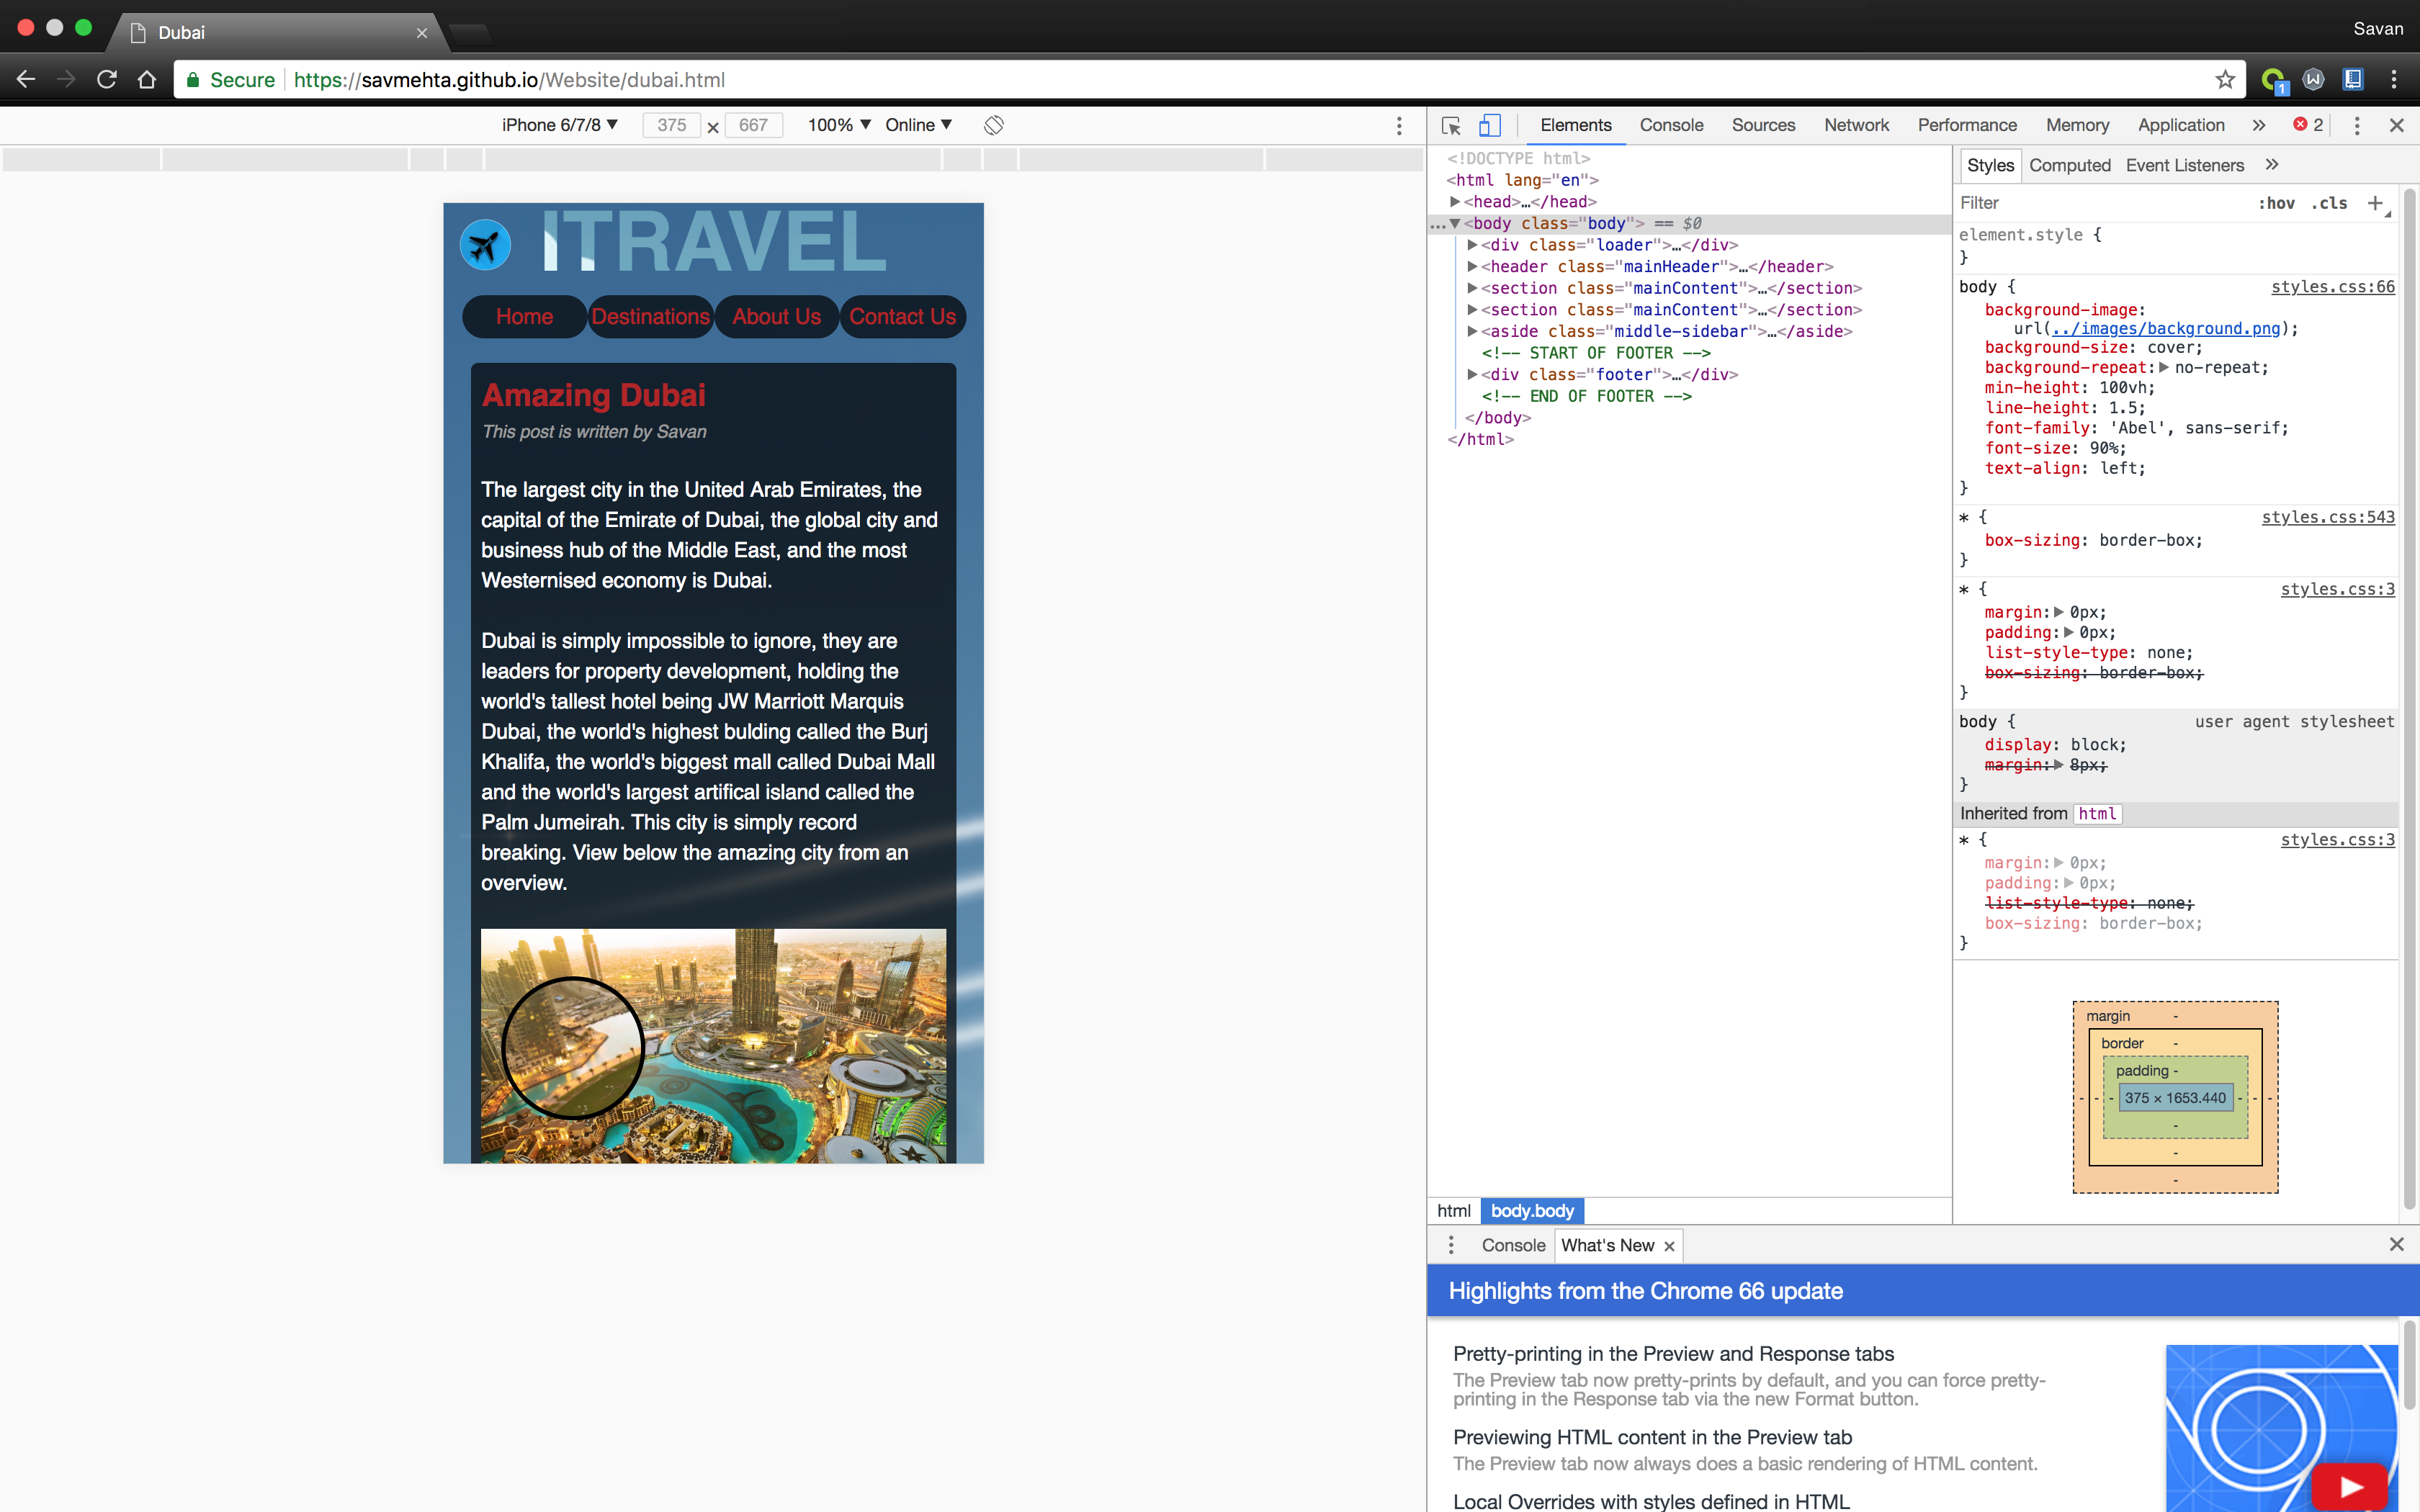 Dubai
Savan
Secure https://savmehta.github.io/Website/dubai.html
1
iPhone 6/7/8 ▼ 375 × 667 100% ▼ Online ▼
ITRAVEL
Home Destinations About Us Contact Us
Amazing Dubai
This post is written by Savan
The largest city in the United Arab Emirates, the
capital of the Emirate of Dubai, the global city and
business hub of the Middle East, and the most
Westernised economy is Dubai.
Dubai is simply impossible to ignore, they are
leaders for property development, holding the
world's tallest hotel being JW Marriott Marquis
Dubai, the world's highest bulding called the Burj
Khalifa, the world's biggest mall called Dubai Mall
and the world's largest artifical island called the
Palm Jumeirah. This city is simply record
breaking. View below the amazing city from an
overview.
Elements Console Sources Network Performance Memory Application » 2
<!DOCTYPE html>
<html lang="en">
▶<head>…</head>
…▼<body class="body"> == $0
▶<div class="loader">…</div>
▶<header class="mainHeader">…</header>
▶<section class="mainContent">…</section>
▶<section class="mainContent">…</section>
▶<aside class="middle-sidebar">…</aside>
<!-- START OF FOOTER -->
▶<div class="footer">…</div>
<!-- END OF FOOTER -->
</body>
</html>
html body.body
Styles Computed Event Listeners »
Filter :hov .cls +
element.style {
}
body { styles.css:66
background-image:
url(../images/background.png);
background-size: cover;
background-repeat:▶no-repeat;
min-height: 100vh;
line-height: 1.5;
font-family: 'Abel', sans-serif;
font-size: 90%;
text-align: left;
}
* { styles.css:543
box-sizing: border-box;
}
* { styles.css:3
margin:▶0px;
padding:▶0px;
list-style-type: none;
box-sizing: border-box;
}
body { user agent stylesheet
display: block;
margin:▶8px;
}
Inherited from html
* { styles.css:3
margin:▶0px;
padding:▶0px;
list-style-type: none;
box-sizing: border-box;
}
margin -
border -
padding -
- - - 375 × 1653.440 - - -
-
-
-
Console What's New ×
Highlights from the Chrome 66 update
Pretty-printing in the Preview and Response tabs
The Preview tab now pretty-prints by default, and you can force pretty-
printing in the Response tab via the new Format button.
Previewing HTML content in the Preview tab
The Preview tab now always does a basic rendering of HTML content.
Local Overrides with styles defined in HTML